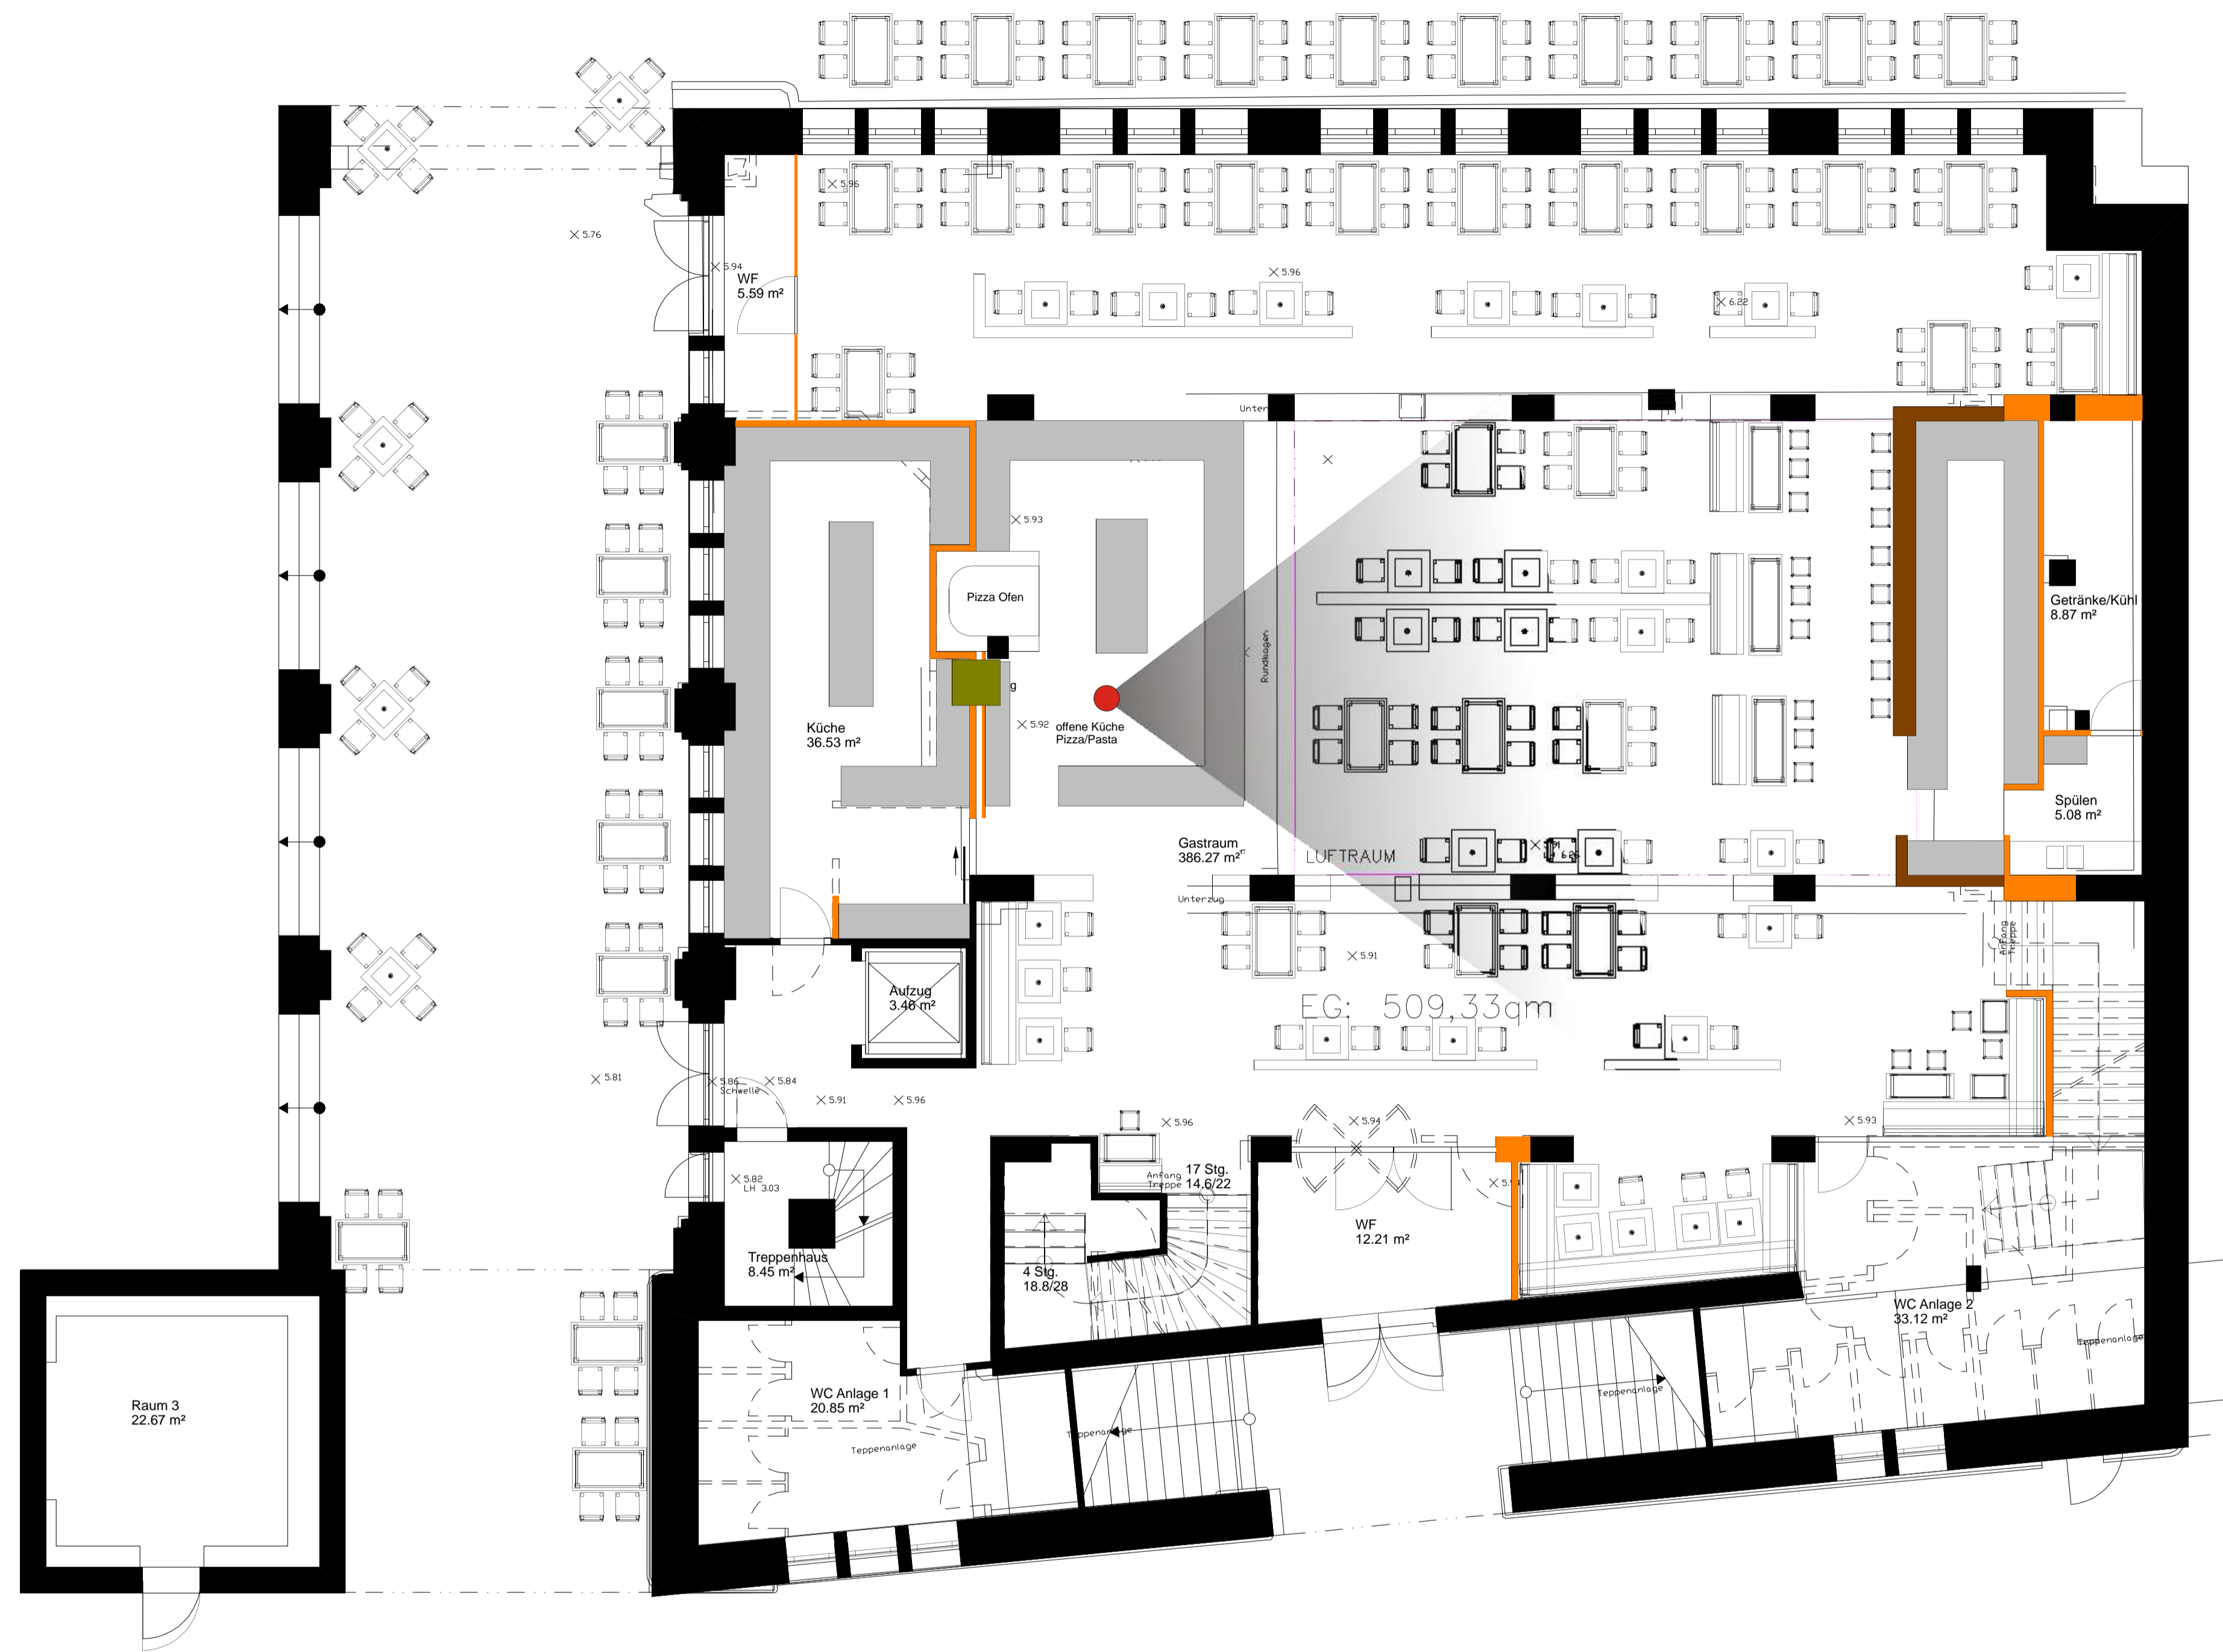 5.96
5.76
5.94
WF
5.59 m²
5.96
6.22
Unter
5.93
Pizza Ofen
Getränke/Kühl
8.87 m²
Rundbogen
g
Küche
36.53 m²
5.92
offene Küche
Pizza/Pasta
Spülen
5.08 m²
Gastraum
386.27 m²
LUFTRAUM
Unterzug
Anfang
Treppe
5.91
Aufzug
3.46 m²
EG: 509,33qm
5.81
5.86
Schwelle
5.84
5.91
5.96
5.96
5.94
5.93
17 Stg.
14.6/22
Anfang
Treppe
5.82
LH 3.03
WF
12.21 m²
Treppenhaus
8.45 m²
4 Stg.
18.8/28
WC Anlage 2
33.12 m²
Teppenanlage
WC Anlage 1
20.85 m²
Teppenanlage
Raum 3
22.67 m²
Teppenanlage
Teppenanlage